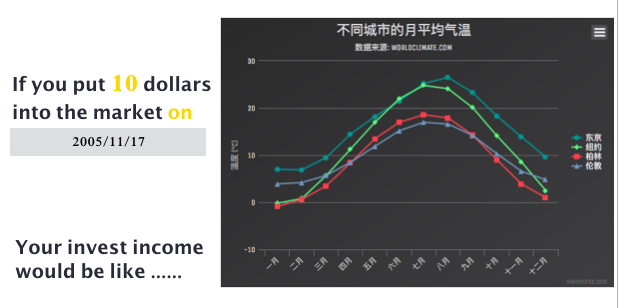 If you put 10 dollars
into the market on
2005/11/17
Your invest income
would be like ......
不同城市的月平均气温
数据来源: WORLDCLIMATE.COM
温度 (°C)
30
20
10
0
-10
一月 二月 三月 四月 五月 六月 七月 八月 九月 十月 十一月 十二月
东京
纽约
柏林
伦敦